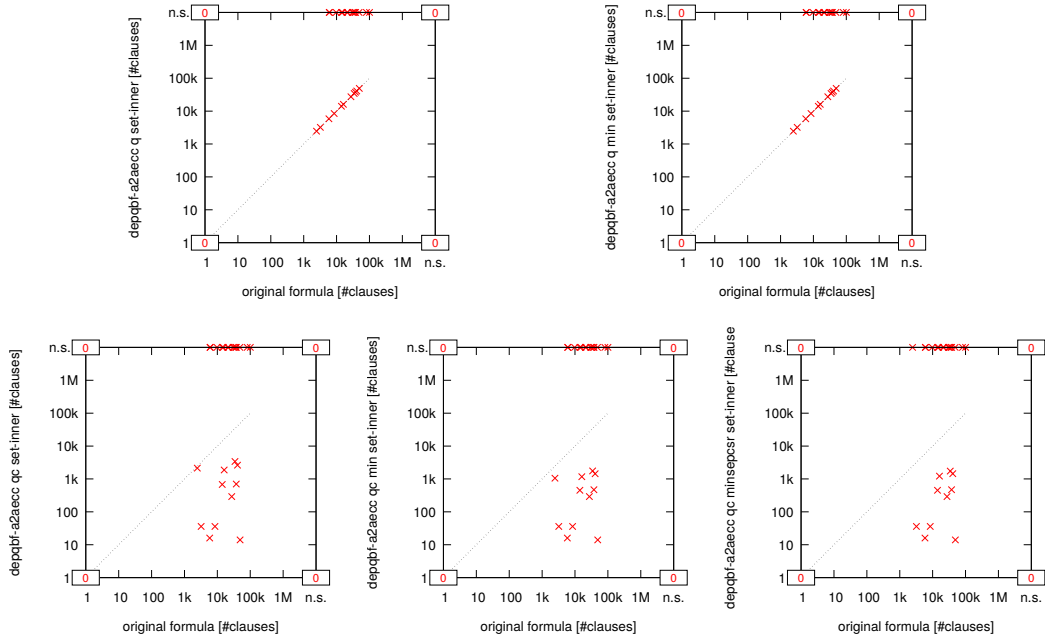 n.s. 0 0
1M
100k
10k
1k
100
10
1 0 0
1 10 100 1k 10k 100k 1M n.s.
original formula [#clauses]
depqbf-a2aecc q set-inner [#clauses]
n.s. 0 0
1M
100k
10k
1k
100
10
1 0 0
1 10 100 1k 10k 100k 1M n.s.
original formula [#clauses]
depqbf-a2aecc q min set-inner [#clauses]
n.s. 0 0
1M
100k
10k
1k
100
10
1 0 0
1 10 100 1k 10k 100k 1M n.s.
original formula [#clauses]
depqbf-a2aecc qc set-inner [#clauses]
n.s. 0 0
1M
100k
10k
1k
100
10
1 0 0
1 10 100 1k 10k 100k 1M n.s.
original formula [#clauses]
depqbf-a2aecc qc min set-inner [#clauses]
n.s. 0 0
1M
100k
10k
1k
100
10
1 0 0
1 10 100 1k 10k 100k 1M n.s.
original formula [#clauses]
depqbf-a2aecc qc minsepcsr set-inner [#clause